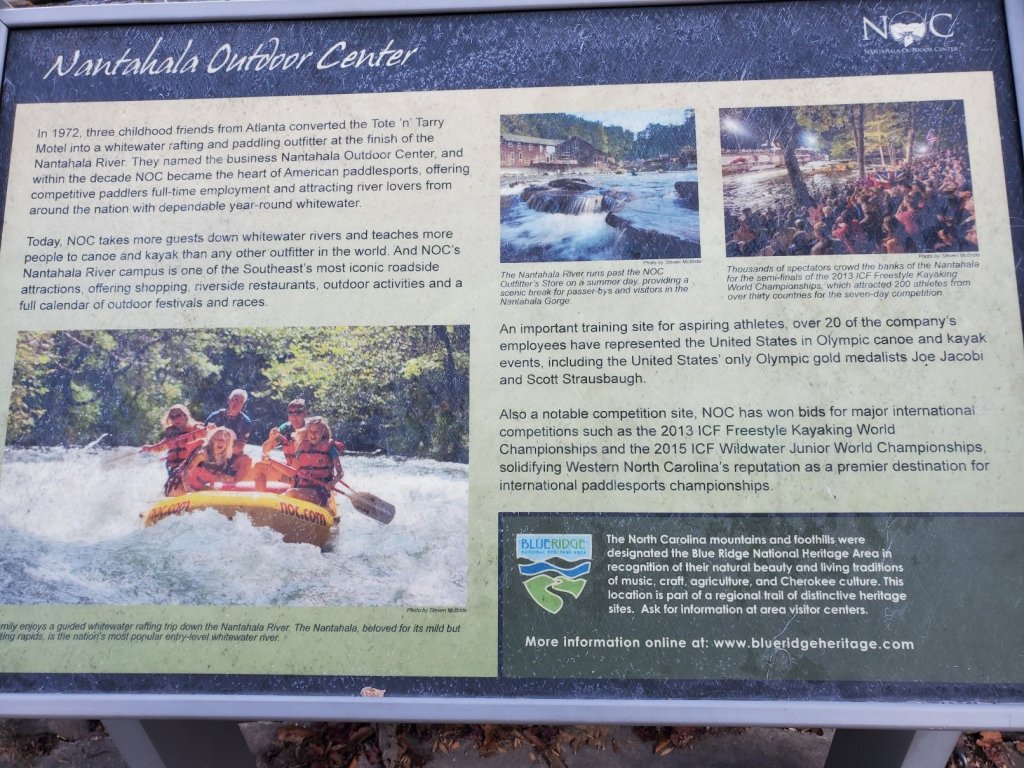 Nantahala Outdoor Center
NOC
NANTAHALA OUTDOOR CENTER
In 1972, three childhood friends from Atlanta converted the Tote 'n' Tarry
Motel into a whitewater rafting and paddling outfitter at the finish of the
Nantahala River. They named the business Nantahala Outdoor Center, and
within the decade NOC became the heart of American paddlesports, offering
competitive paddlers full-time employment and attracting river lovers from
around the nation with dependable year-round whitewater.
Today, NOC takes more guests down whitewater rivers and teaches more
people to canoe and kayak than any other outfitter in the world. And NOC's
Nantahala River campus is one of the Southeast's most iconic roadside
attractions, offering shopping, riverside restaurants, outdoor activities and a
full calendar of outdoor festivals and races.
noc.com
noc.com
Photo by Steven McBride
mily enjoys a guided whitewater rafting trip down the Nantahala River. The Nantahala, beloved for its mild but
ting rapids, is the nation's most popular entry-level whitewater river.
Photo by Steven McBride
The Nantahala River runs past the NOC
Outfitter's Store on a summer day, providing a
scenic break for passer-bys and visitors in the
Nantahala Gorge.
Photo by Steven McBride
Thousands of spectators crowd the banks of the Nantahala
for the semi-finals of the 2013 ICF Freestyle Kayaking
World Championships, which attracted 200 athletes from
over thirty countries for the seven-day competition.
An important training site for aspiring athletes, over 20 of the company's
employees have represented the United States in Olympic canoe and kayak
events, including the United States' only Olympic gold medalists Joe Jacobi
and Scott Strausbaugh.
Also a notable competition site, NOC has won bids for major international
competitions such as the 2013 ICF Freestyle Kayaking World
Championships and the 2015 ICF Wildwater Junior World Championships,
solidifying Western North Carolina's reputation as a premier destination for
international paddlesports championships.
BLUERIDGE
NATIONAL HERITAGE AREA
The North Carolina mountains and foothills were
designated the Blue Ridge National Heritage Area in
recognition of their natural beauty and living traditions
of music, craft, agriculture, and Cherokee culture. This
location is part of a regional trail of distinctive heritage
sites. Ask for information at area visitor centers.
More information online at: www.blueridgeheritage.com